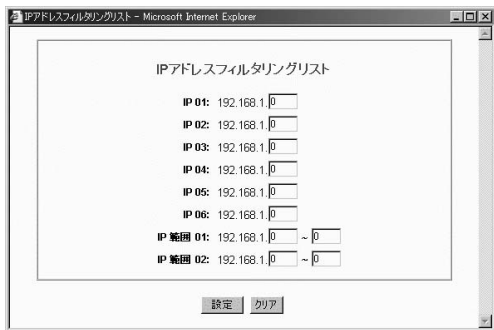 IPアドレスフィルタリングリスト - Microsoft Internet Explorer
IPアドレスフィルタリングリスト
IP 01: 192.168.1.0
IP 02: 192.168.1.0
IP 03: 192.168.1.0
IP 04: 192.168.1.0
IP 05: 192.168.1.0
IP 06: 192.168.1.0
IP 範囲 01: 192.168.1.0 ~ 0
IP 範囲 02: 192.168.1.0 ~ 0
設定 クリア